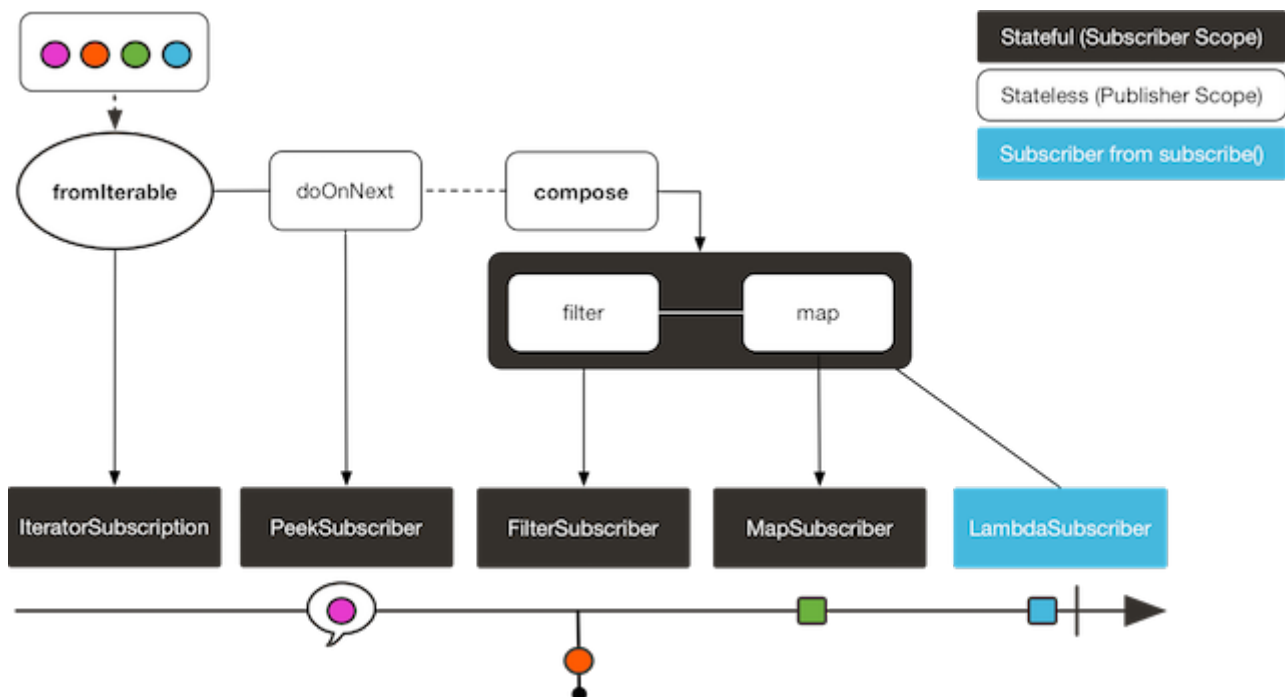 Stateful (Subscriber Scope)
Stateless (Publisher Scope)
Subscriber from subscribe()
fromIterable
doOnNext
compose
filter
map
IteratorSubscription
PeekSubscriber
FilterSubscriber
MapSubscriber
LambdaSubscriber